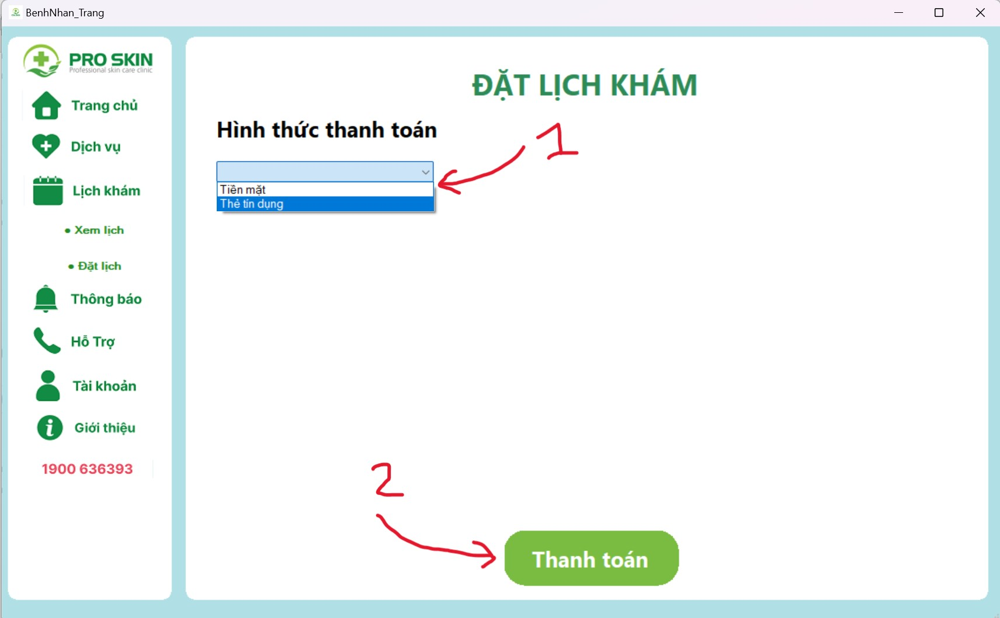 BenhNhan_Trang
PRO SKIN
Professional skin care clinic
Trang chủ
Dịch vụ
Lịch khám
• Xem lịch
• Đặt lịch
Thông báo
Hỗ Trợ
Tài khoản
Giới thiệu
1900 636393
ĐẶT LỊCH KHÁM
Hình thức thanh toán
1
Tiền mặt
Thẻ tín dụng
2
Thanh toán